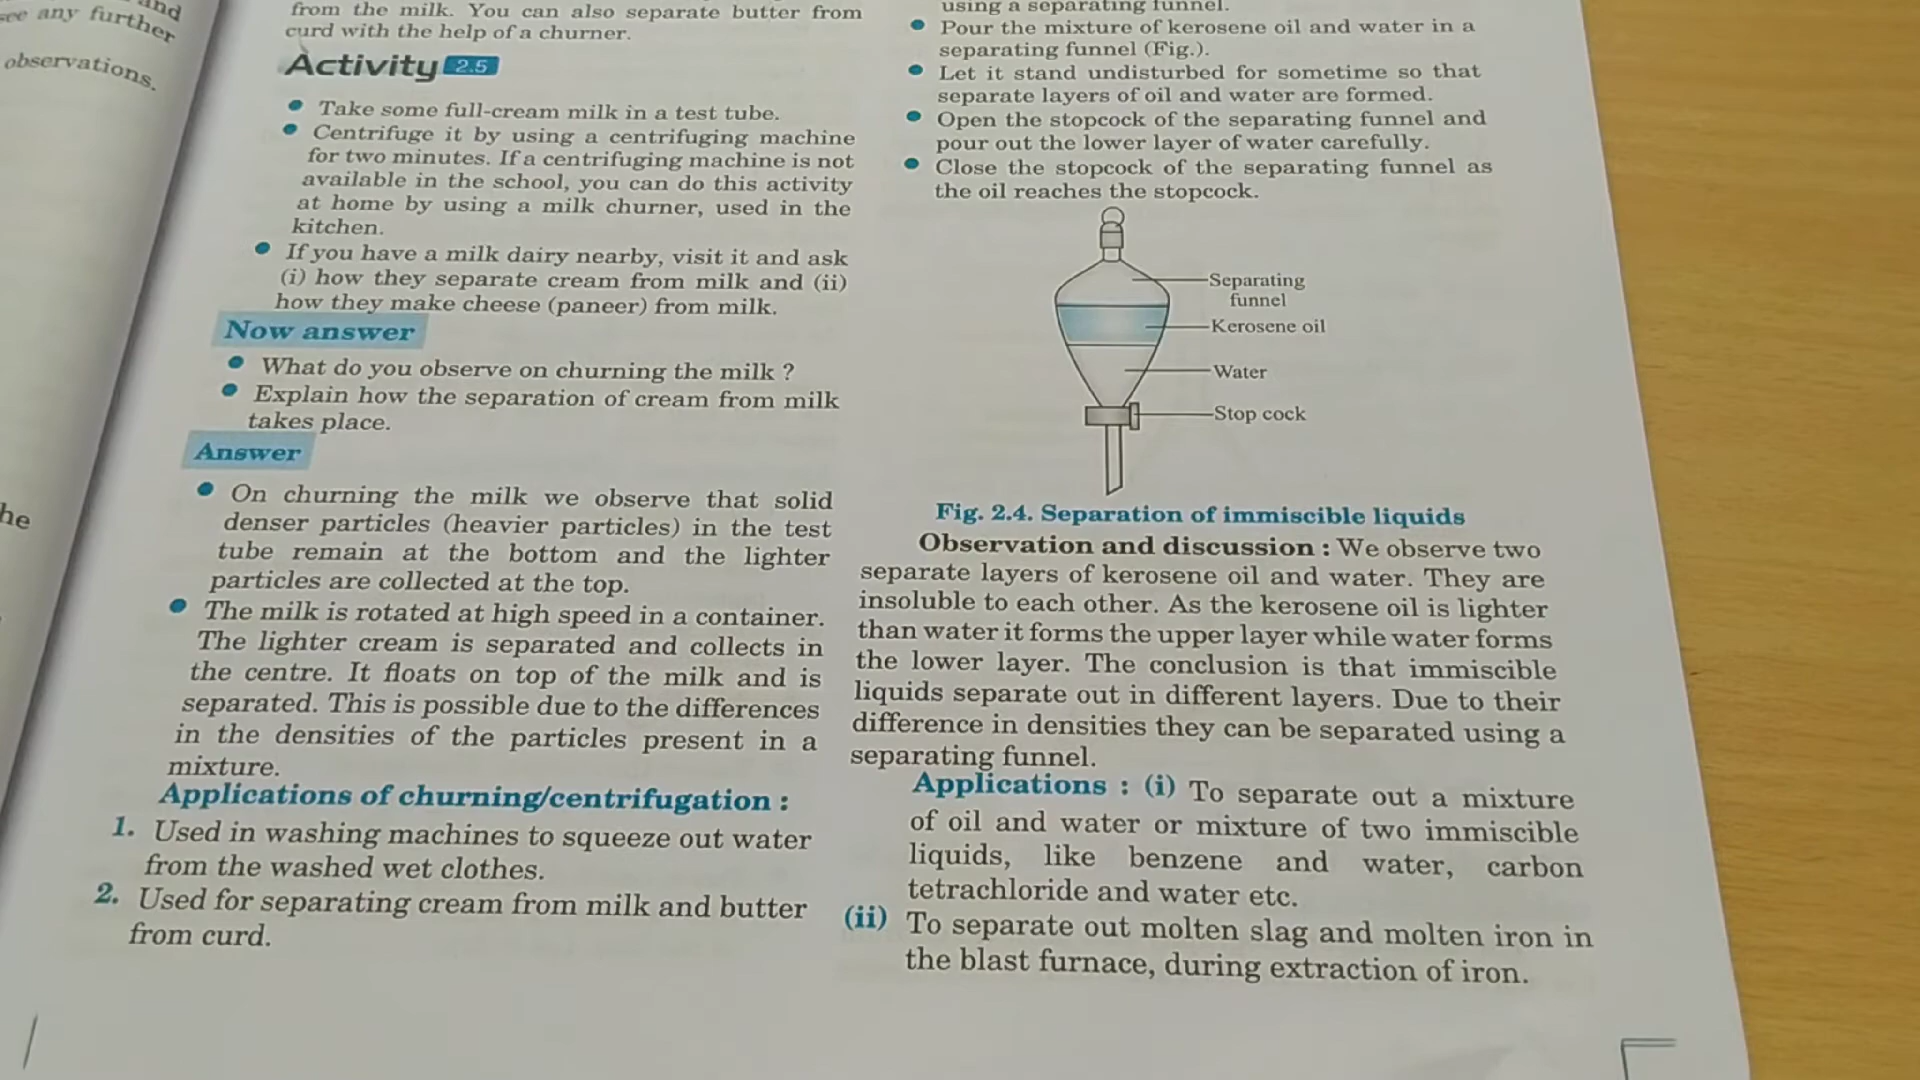 and
see any further
observations.
he
from the milk. You can also separate butter from
curd with the help of a churner.
Activity 2.5
• Take some full-cream milk in a test tube.
• Centrifuge it by using a centrifuging machine
for two minutes. If a centrifuging machine is not
available in the school, you can do this activity
at home by using a milk churner, used in the
kitchen.
• If you have a milk dairy nearby, visit it and ask
(i) how they separate cream from milk and (ii)
how they make cheese (paneer) from milk.
Now answer
• What do you observe on churning the milk ?
• Explain how the separation of cream from milk
takes place.
Answer
• On churning the milk we observe that solid
denser particles (heavier particles) in the test
tube remain at the bottom and the lighter
particles are collected at the top.
• The milk is rotated at high speed in a container.
The lighter cream is separated and collects in
the centre. It floats on top of the milk and is
separated. This is possible due to the differences
in the densities of the particles present in a
mixture.
Applications of churning/centrifugation :
1. Used in washing machines to squeeze out water
from the washed wet clothes.
2. Used for separating cream from milk and butter
from curd.
using a separating funnel.
• Pour the mixture of kerosene oil and water in a
separating funnel (Fig.).
• Let it stand undisturbed for sometime so that
separate layers of oil and water are formed.
• Open the stopcock of the separating funnel and
pour out the lower layer of water carefully.
• Close the stopcock of the separating funnel as
the oil reaches the stopcock.
Separating
funnel
Kerosene oil
Water
Stop cock
Fig. 2.4. Separation of immiscible liquids
Observation and discussion : We observe two
separate layers of kerosene oil and water. They are
insoluble to each other. As the kerosene oil is lighter
than water it forms the upper layer while water forms
the lower layer. The conclusion is that immiscible
liquids separate out in different layers. Due to their
difference in densities they can be separated using a
separating funnel.
Applications : (i) To separate out a mixture
of oil and water or mixture of two immiscible
liquids, like benzene and water, carbon
tetrachloride and water etc.
(ii) To separate out molten slag and molten iron in
the blast furnace, during extraction of iron.